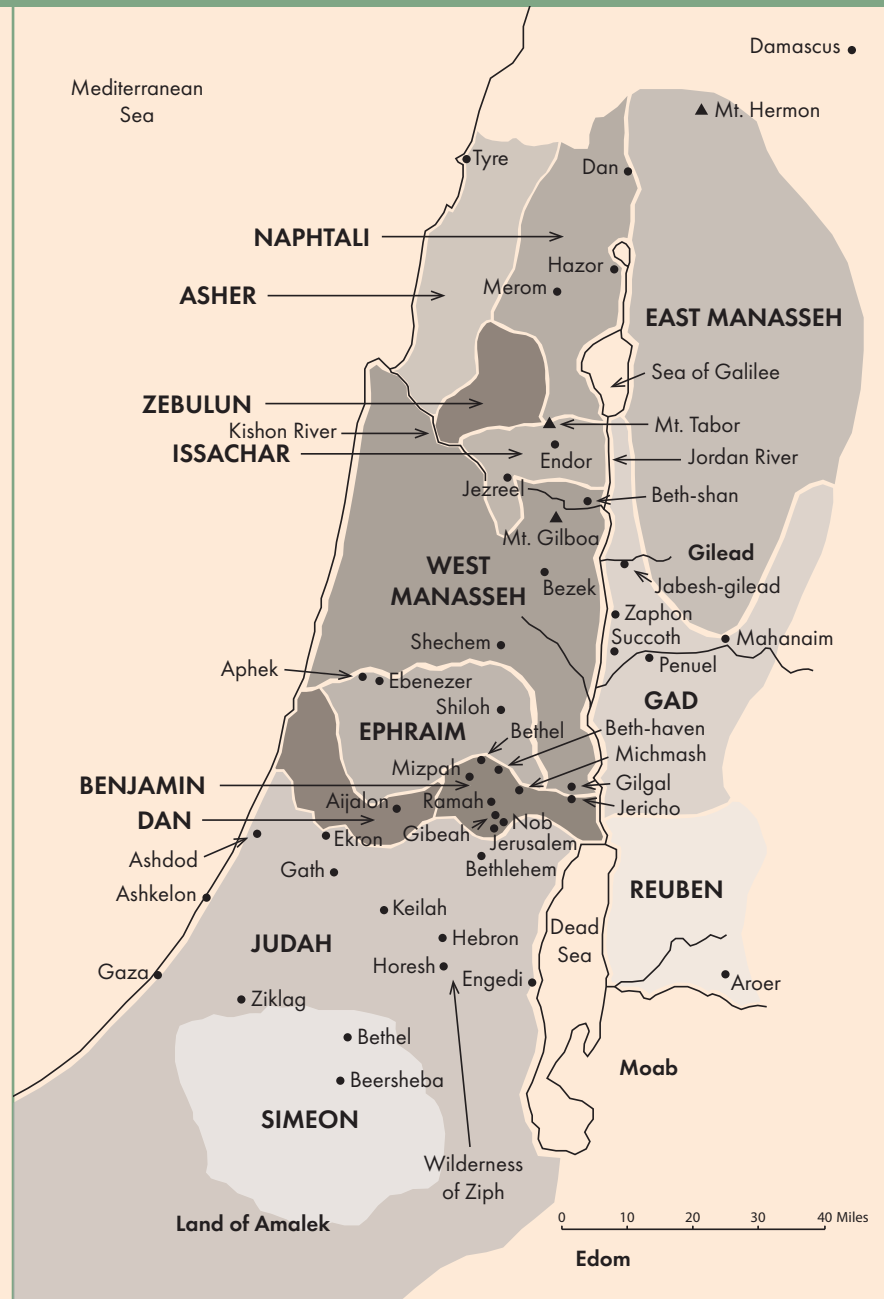 Damascus
Mediterranean
Sea
Mt. Hermon
Tyre
Dan
NAPHTALI
Hazor
Merom
ASHER
EAST MANASSEH
Sea of Galilee
ZEBULUN
Mt. Tabor
Kishon River
ISSACHAR
Endor
Jordan River
Jezreel
Beth-shan
Mt. Gilboa
Gilead
WEST
MANASSEH
Bezek
Jabesh-gilead
Zaphon
Succoth
Mahanaim
Shechem
Penuel
Aphek
Ebenezer
GAD
Shiloh
EPHRAIM
Bethel
Beth-haven
Michmash
Mizpah
BENJAMIN
Gilgal
Aijalon
Ramah
Jericho
DAN
Gibeah
Nob
Ekron
Jerusalem
Ashdod
Gath
Bethlehem
Ashkelon
REUBEN
Keilah
Dead
Sea
JUDAH
Hebron
Horesh
Gaza
Engedi
Aroer
Ziklag
Bethel
Moab
Beersheba
SIMEON
Wilderness
of Ziph
Land of Amalek
0 10 20 30 40 Miles
Edom